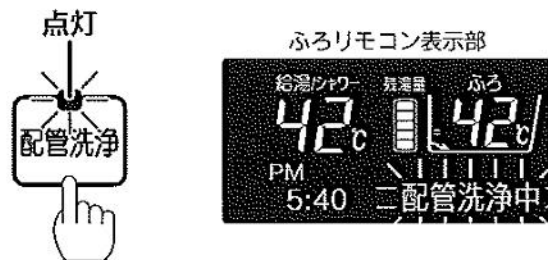 点灯
配管洗浄
ふろリモコン表示部
給湯/シャワー 残湯量 ふろ
42℃ 42℃
PM
5:40 配管洗浄中